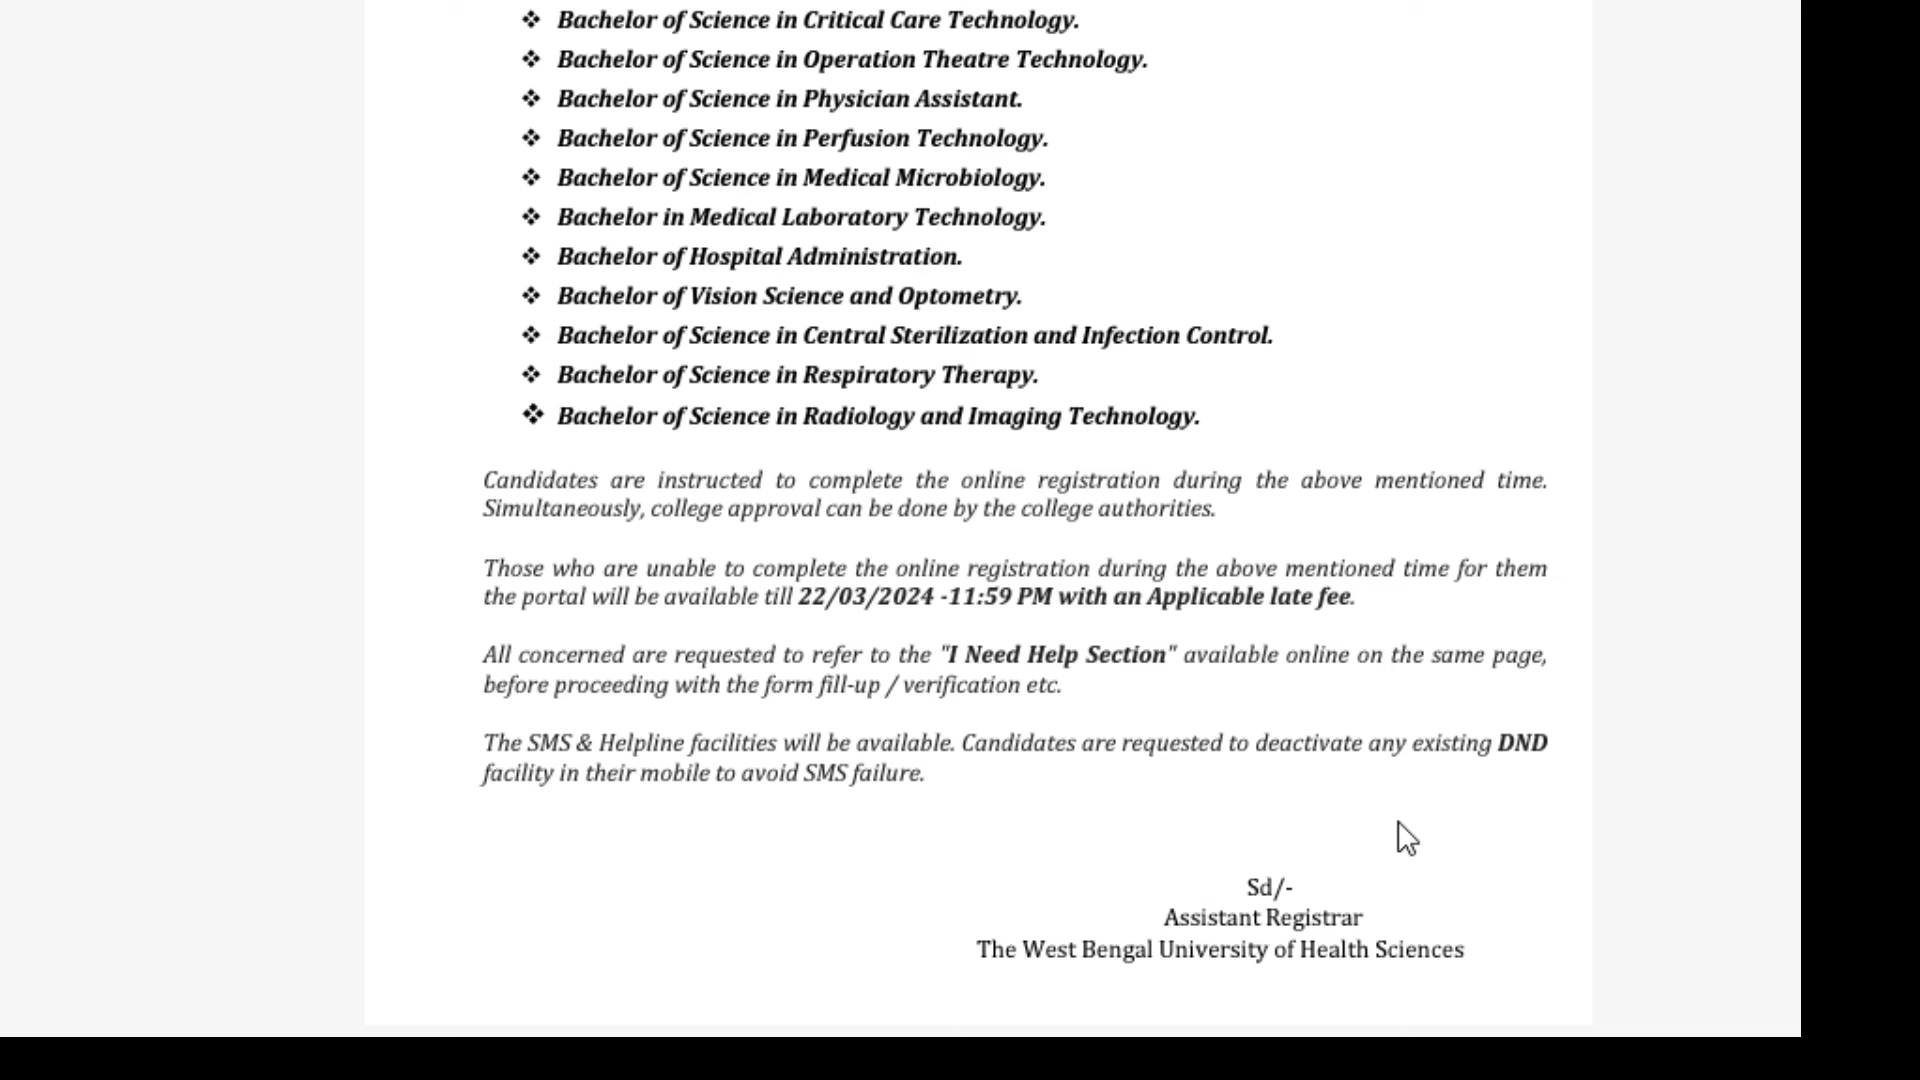 ❖ Bachelor of Science in Critical Care Technology.
❖ Bachelor of Science in Operation Theatre Technology.
❖ Bachelor of Science in Physician Assistant.
❖ Bachelor of Science in Perfusion Technology.
❖ Bachelor of Science in Medical Microbiology.
❖ Bachelor in Medical Laboratory Technology.
❖ Bachelor of Hospital Administration.
❖ Bachelor of Vision Science and Optometry.
❖ Bachelor of Science in Central Sterilization and Infection Control.
❖ Bachelor of Science in Respiratory Therapy.
❖ Bachelor of Science in Radiology and Imaging Technology.
Candidates are instructed to complete the online registration during the above mentioned time.
Simultaneously, college approval can be done by the college authorities.
Those who are unable to complete the online registration during the above mentioned time for them
the portal will be available till 22/03/2024 -11:59 PM with an Applicable late fee.
All concerned are requested to refer to the "I Need Help Section" available online on the same page,
before proceeding with the form fill-up / verification etc.
The SMS & Helpline facilities will be available. Candidates are requested to deactivate any existing DND
facility in their mobile to avoid SMS failure.
Sd/-
Assistant Registrar
The West Bengal University of Health Sciences